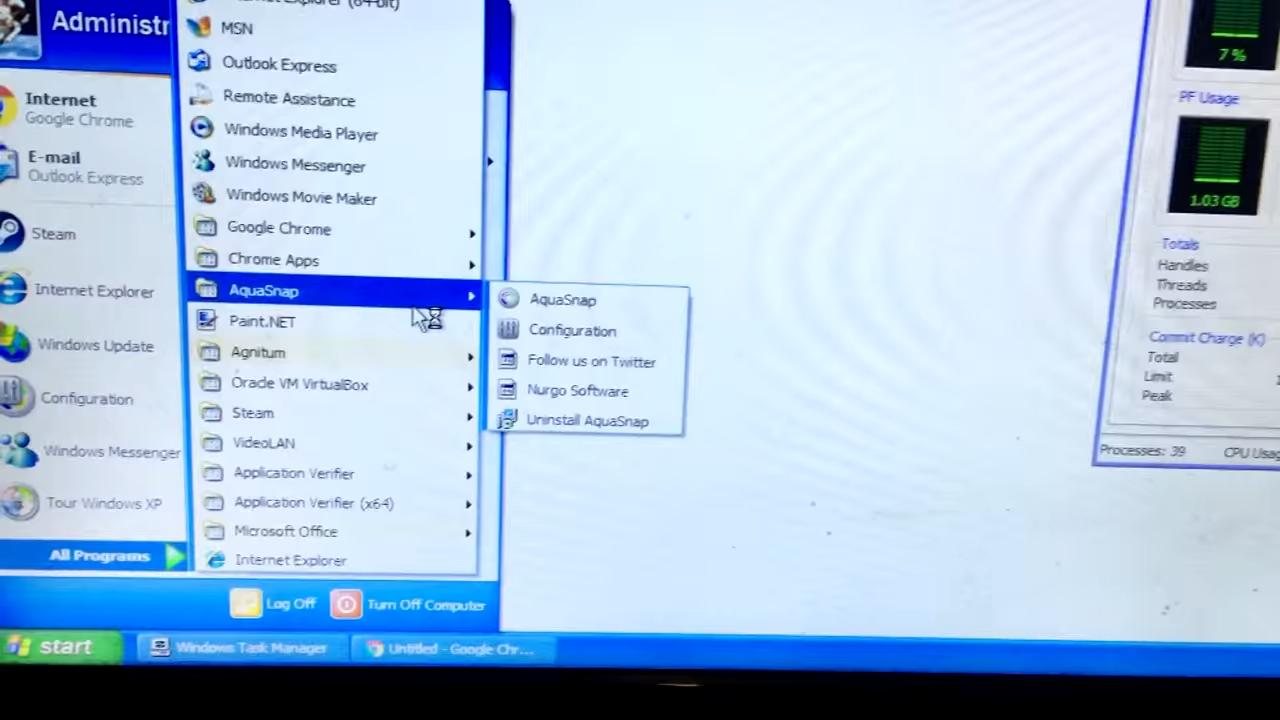 Administr
Internet
Google Chrome
E-mail
Outlook Express
Steam
Internet Explorer
Windows Update
Configuration
Windows Messenger
Tour Windows XP
All Programs
Internet Explorer (64-bit)
MSN
Outlook Express
Remote Assistance
Windows Media Player
Windows Messenger
Windows Movie Maker
Google Chrome
Chrome Apps
AquaSnap
Paint.NET
Agnitum
Oracle VM VirtualBox
Steam
VideoLAN
Application Verifier
Application Verifier (x64)
Microsoft Office
Internet Explorer
AquaSnap
Configuration
Follow us on Twitter
Nurgo Software
Uninstall AquaSnap
Log Off
Turn Off Computer
start
Windows Task Manager
Untitled - Google Chr...
7 %
PF Usage
1.03 GB
Totals
Handles
Threads
Processes
Commit Charge (K)
Total
Limit
Peak
Processes: 39
CPU Usag